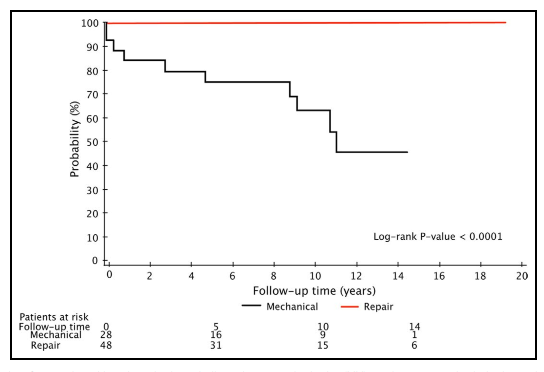 100
90
80
70
60
50
40
30
20
10
0
Probability (%)
Log-rank P-value < 0.0001
0 2 4 6 8 10 12 14 16 18 20
Follow-up time (years)
Mechanical Repair
Patients at risk
Follow-up time 0 5 10 14
Mechanical 28 16 9 1
Repair 48 31 15 6